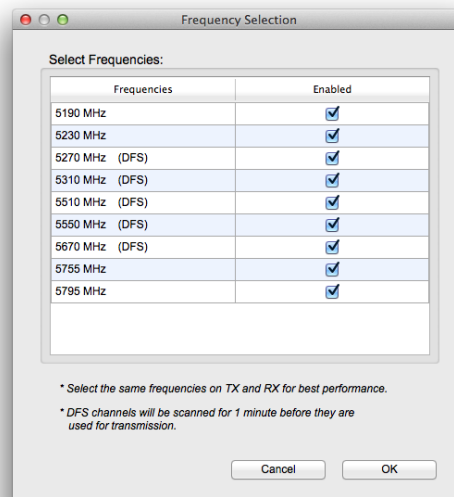 Frequency Selection
Select Frequencies:
Frequencies Enabled
5190 MHz
5230 MHz
5270 MHz (DFS)
5310 MHz (DFS)
5510 MHz (DFS)
5550 MHz (DFS)
5670 MHz (DFS)
5755 MHz
5795 MHz
* Select the same frequencies on TX and RX for best performance.
* DFS channels will be scanned for 1 minute before they are
used for transmission.
Cancel OK